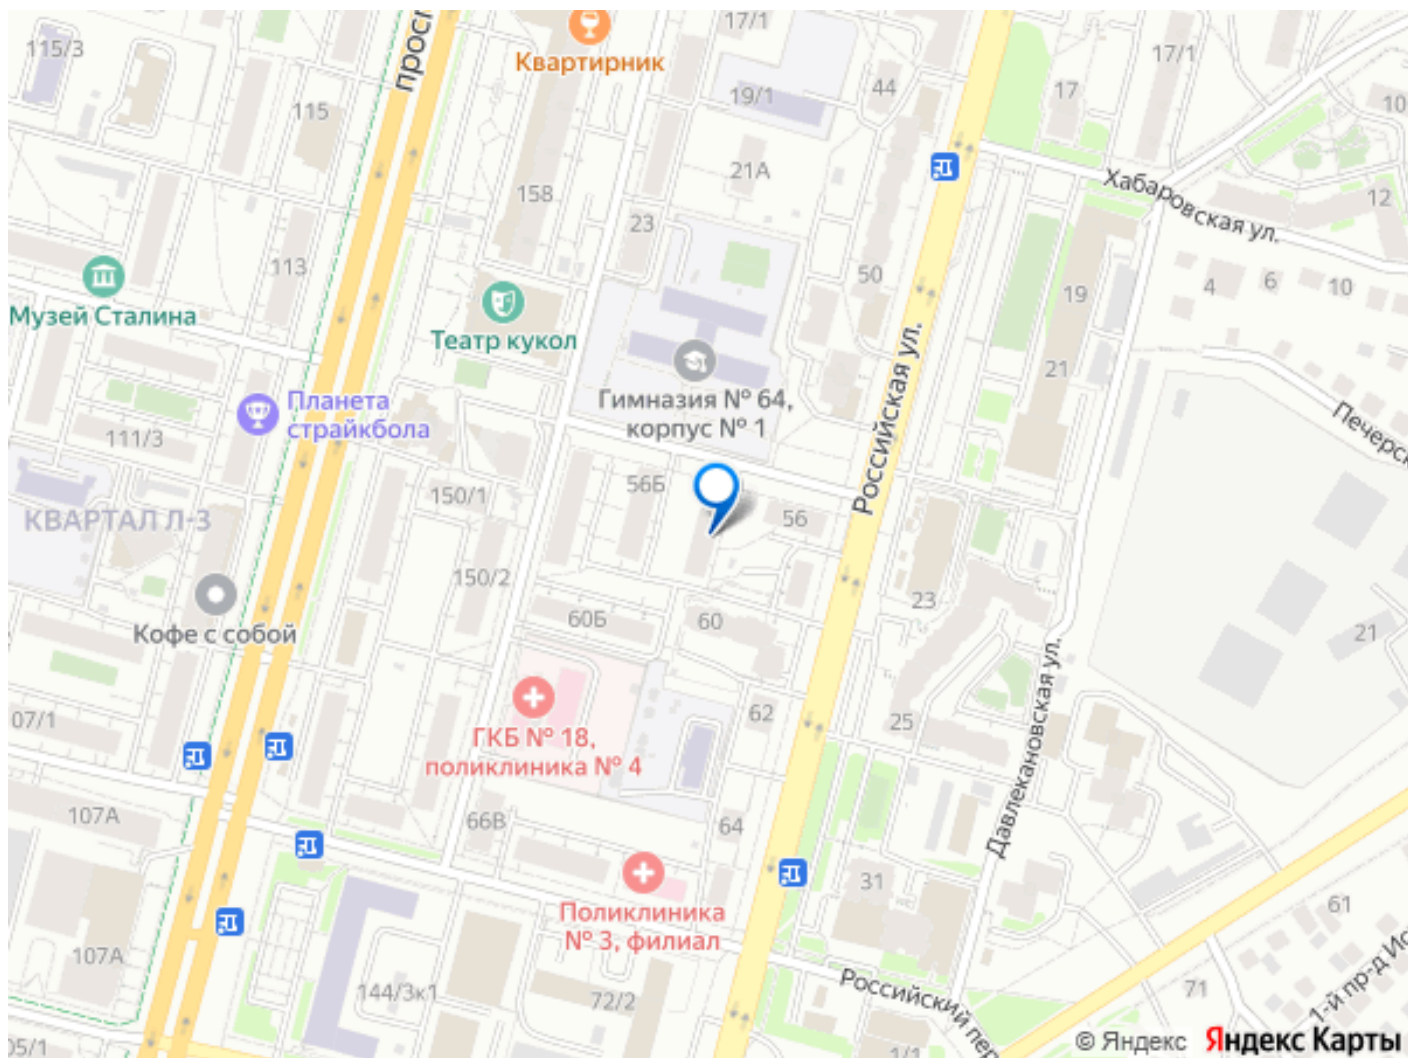 115/3
прос
Квартирник
17/1
17/1
115
19/1
44
17
10
158
21А
12
Хабаровская ул.
23
113
50
4
6
10
19
Музей Сталина
Театр кукол
21
Планета
страйкбола
Гимназия № 64,
корпус № 1
Российская ул.
Печерск
111/3
150/1
56Б
56
КВАРТАЛ Л-3
150/2
23
Кофе с собой
60Б
60
21
07/1
62
25
ГКБ № 18,
поликлиника № 4
Давлекановская ул.
107А
66В
64
31
61
Поликлиника
№ 3, филиал
107А
144/3к1
72/2
Российский пер
71
1-й пр-д Ис
05/1
1/1
© Яндекс Яндекс Карты